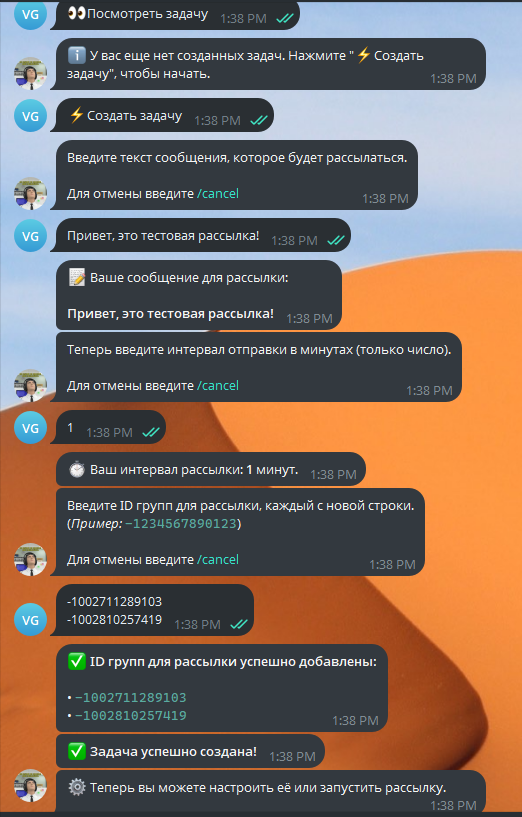 VG
👀Посмотреть задачу 1:38 PM
ℹ️ У вас еще нет созданных задач. Нажмите "⚡Создать
задачу", чтобы начать.
1:38 PM
VG
⚡Создать задачу 1:38 PM
Введите текст сообщения, которое будет рассылаться.
Для отмены введите /cancel
1:38 PM
VG
Привет, это тестовая рассылка! 1:38 PM
📝 Ваше сообщение для рассылки:
Привет, это тестовая рассылка! 1:38 PM
Теперь введите интервал отправки в минутах (только число).
Для отмены введите /cancel
1:38 PM
VG
1 1:38 PM
⏱ Ваш интервал рассылки: 1 минут. 1:38 PM
Введите ID групп для рассылки, каждый с новой строки.
(Пример: -1234567890123)
Для отмены введите /cancel
1:38 PM
VG
-1002711289103
-1002810257419 1:38 PM
✅ ID групп для рассылки успешно добавлены:
• -1002711289103
• -1002810257419
1:38 PM
✅ Задача успешно создана! 1:38 PM
⚙️ Теперь вы можете настроить её или запустить рассылку.
1:38 PM